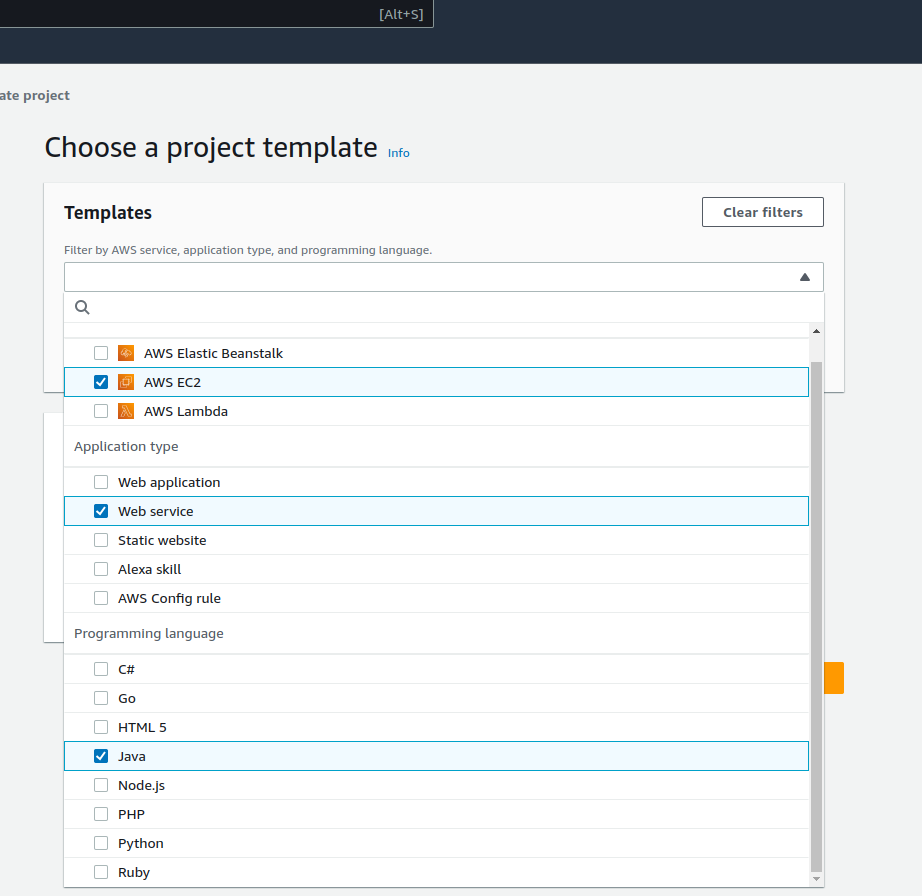 [Alt+S]
ate project
Choose a project template Info
Templates
Clear filters
Filter by AWS service, application type, and programming language.
AWS Elastic Beanstalk
AWS EC2
AWS Lambda
Application type
Web application
Web service
Static website
Alexa skill
AWS Config rule
Programming language
C#
Go
HTML 5
Java
Node.js
PHP
Python
Ruby